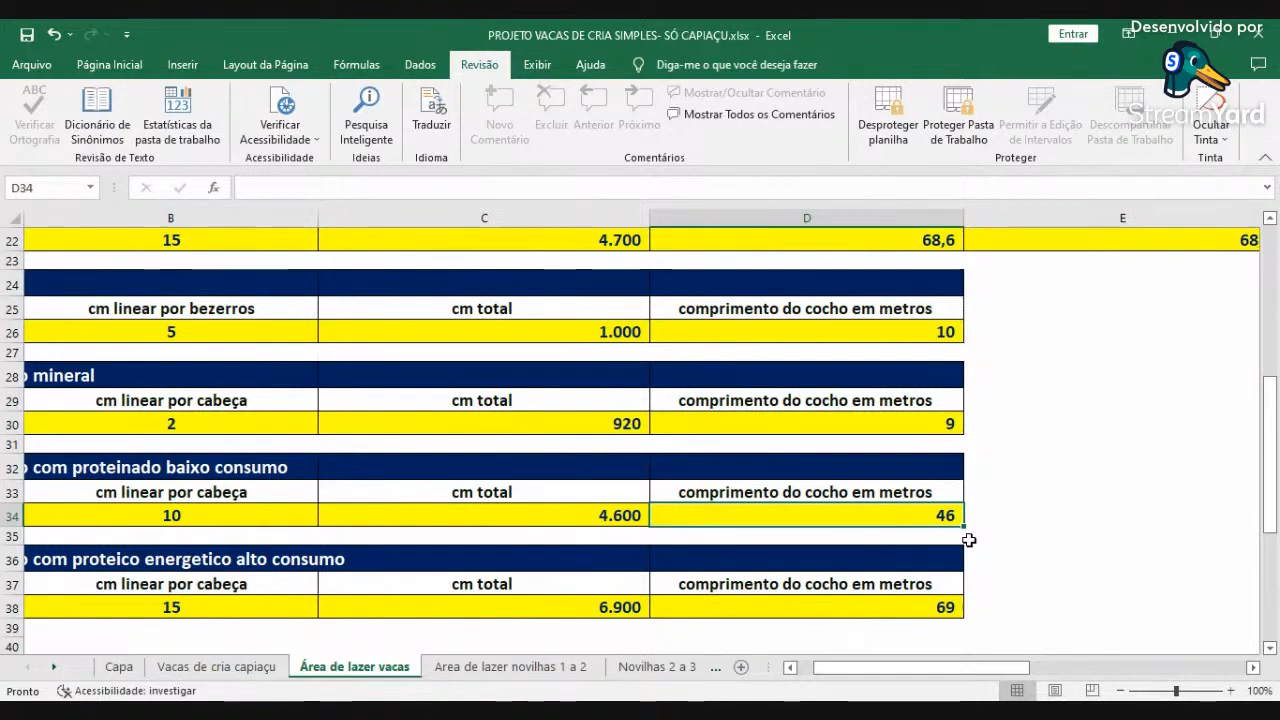 Desenvolvido por
PROJETO VACAS DE CRIA SIMPLES- SÓ CAPIAÇU.xlsx - Excel
Entrar
StreamYard
Arquivo Página Inicial Inserir Layout da Página Fórmulas Dados Revisão Exibir Ajuda Diga-me o que você deseja fazer
Verificar Ortografia
Dicionário de Sinônimos
Estatísticas da pasta de trabalho
Verificar Acessibilidade
Pesquisa Inteligente
Traduzir
Novo Comentário
Excluir
Anterior
Próximo
Mostrar/Ocultar Comentário
Mostrar Todos os Comentários
Desproteger planilha
Proteger Pasta de Trabalho
Permitir a Edição de Intervalos
Descompartilhar Pasta de Trabalho
Ocultar Tinta
Revisão de Texto Acessibilidade Ideias Idioma Comentários Proteger Tinta
D34 fx
B C D E
22 15 4.700 68,6 68
23
24
25 cm linear por bezerros cm total comprimento do cocho em metros
26 5 1.000 10
27
28 o mineral
29 cm linear por cabeça cm total comprimento do cocho em metros
30 2 920 9
31
32 o com proteinado baixo consumo
33 cm linear por cabeça cm total comprimento do cocho em metros
34 10 4.600 46
35
36 o com proteico energetico alto consumo
37 cm linear por cabeça cm total comprimento do cocho em metros
38 15 6.900 69
39
40
Capa Vacas de cria capiaçu Área de lazer vacas Area de lazer novilhas 1 a 2 Novilhas 2 a 3 ...
Pronto Acessibilidade: investigar 100%